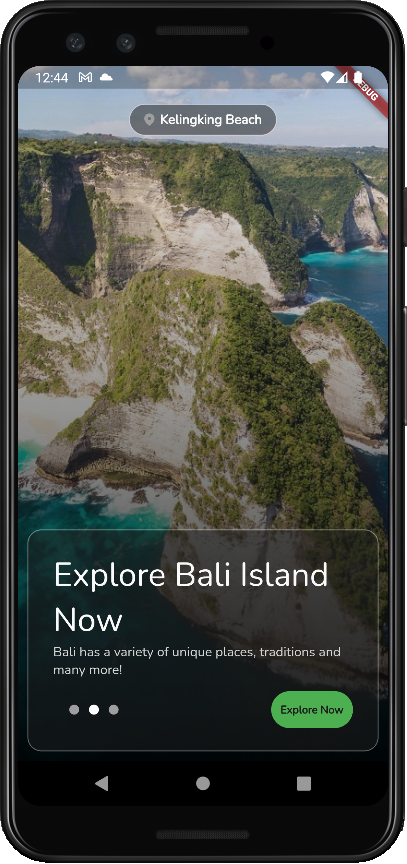 12:44
DEBUG
Kelingking Beach
Explore Bali Island
Now
Bali has a variety of unique places, traditions and
many more!
Explore Now